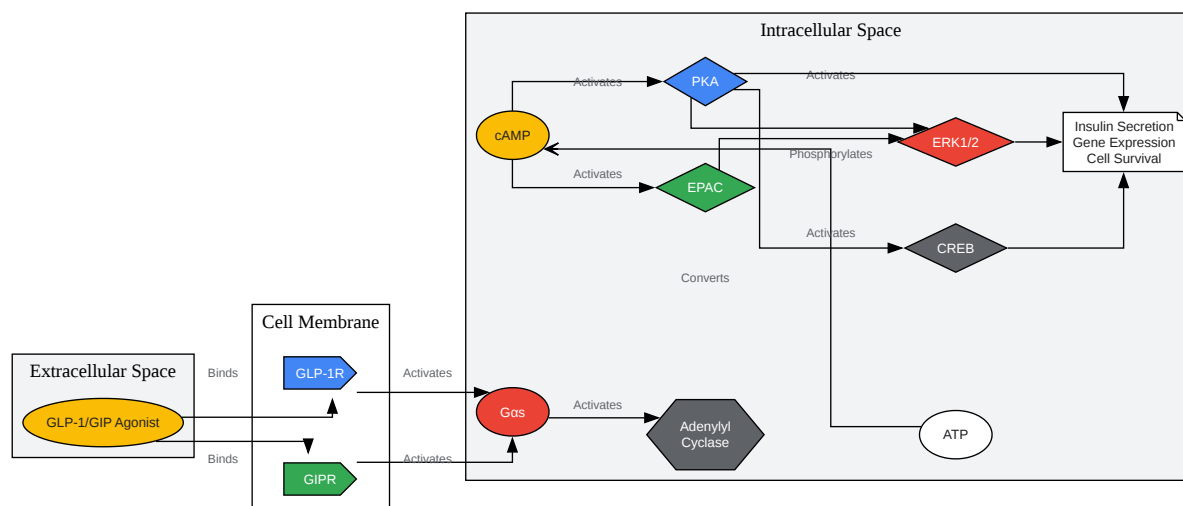 Intracellular Space
Activates
PKA
Activates
cAMP
Insulin Secretion
Gene Expression
Cell Survival
ERK1/2
Phosphorylates
Activates
EPAC
Activates
CREB
Converts
Cell Membrane
Extracellular Space
Binds
GLP-1R
Activates
GLP-1/GIP Agonist
Gαs
Activates
Adenylyl
Cyclase
ATP
Binds
GIPR
Activates